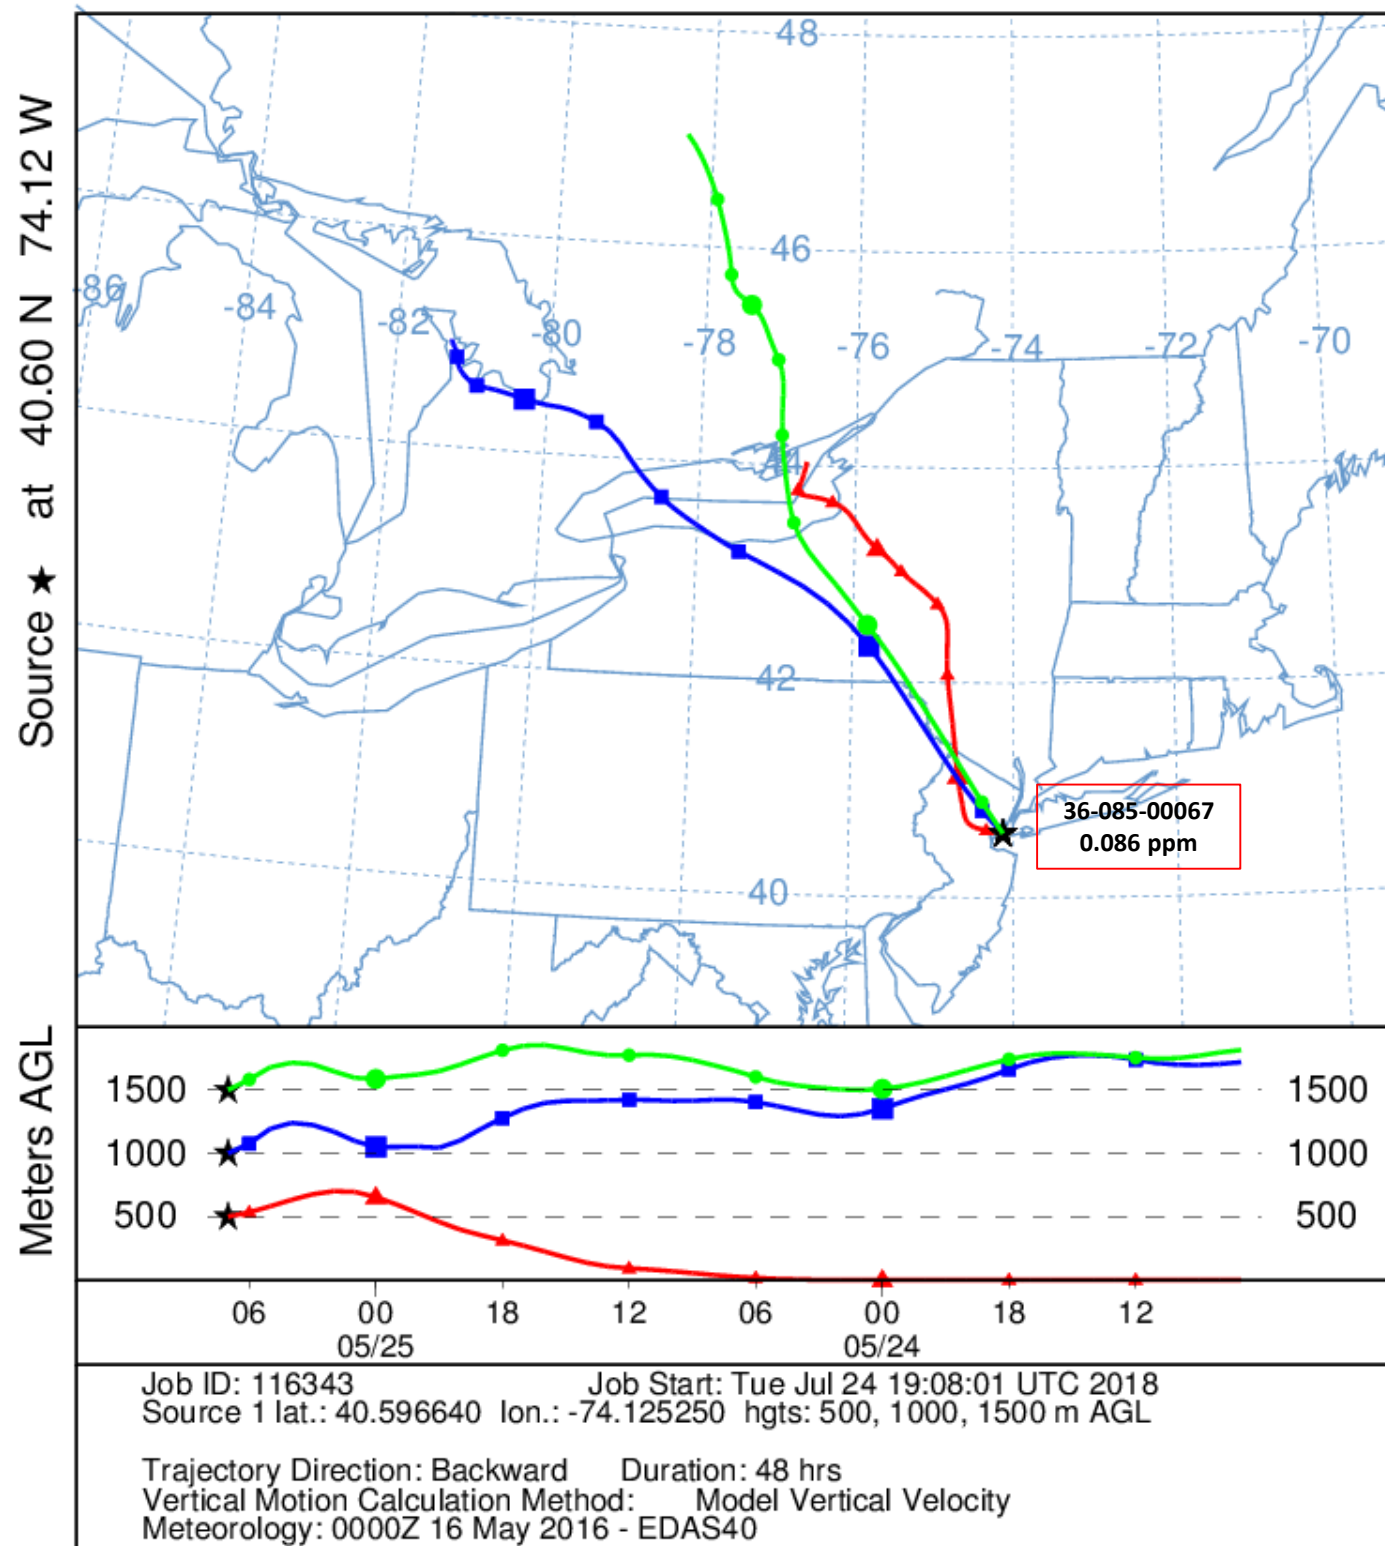 Source ★ at 40.60 N 74.12 W
48
46
-86
-84
-82
-80
-78
-76
-74
-72
-70
44
42
40
36-085-00067
0.086 ppm
Meters AGL
1500 1500
1000 1000
500 500
06 00 18 12 06 00 18 12
05/25 05/24
Job ID: 116343 Job Start: Tue Jul 24 19:08:01 UTC 2018
Source 1 lat.: 40.596640 lon.: -74.125250 hgts: 500, 1000, 1500 m AGL
Trajectory Direction: Backward Duration: 48 hrs
Vertical Motion Calculation Method: Model Vertical Velocity
Meteorology: 0000Z 16 May 2016 - EDAS40